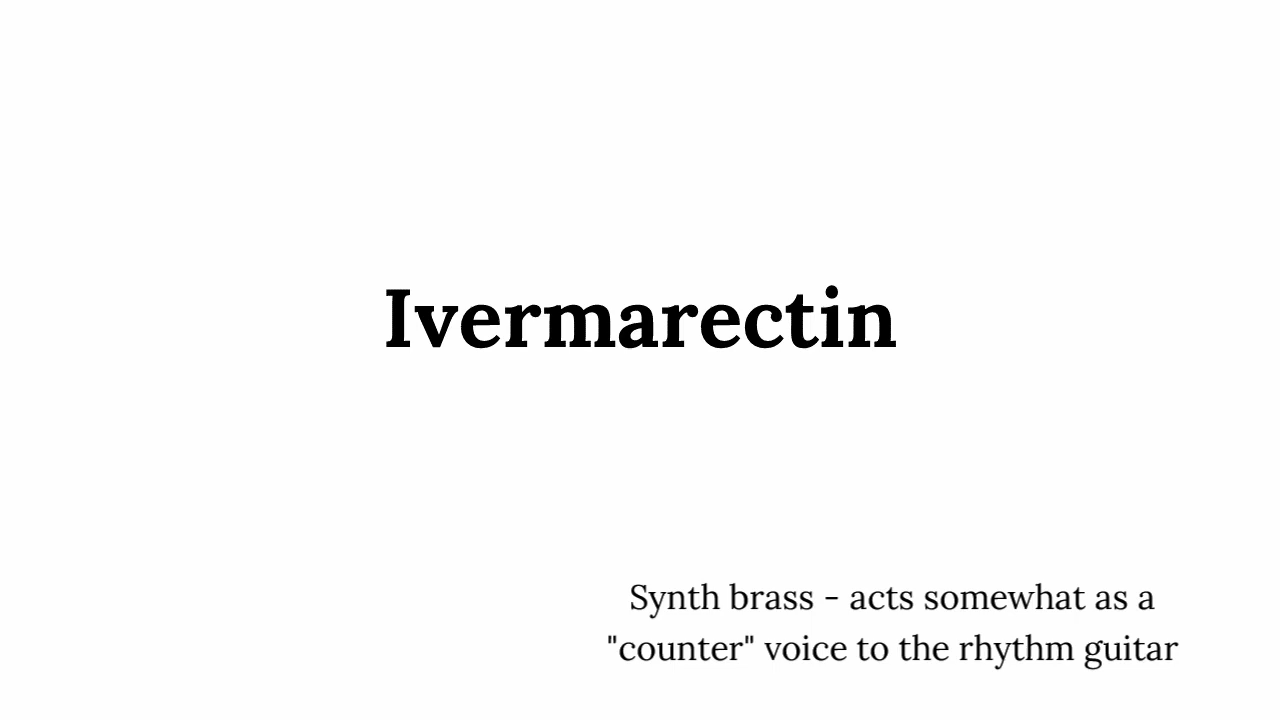 Ivermarectin
Synth brass - acts somewhat as a
"counter" voice to the rhythm guitar